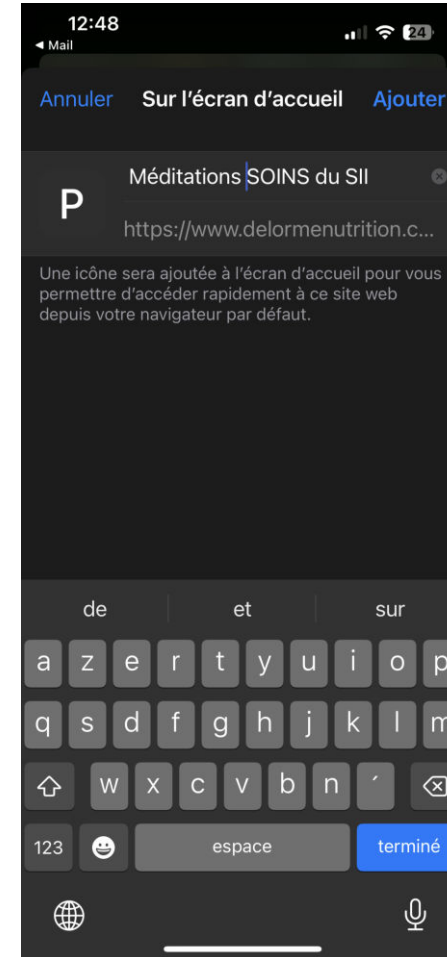 12:48
24
◄ Mail
Annuler Sur l'écran d'accueil Ajouter
P
Méditations SOINS du SII
https://www.delormenutrition.c...
Une icône sera ajoutée à l'écran d'accueil pour vous
permettre d'accéder rapidement à ce site web
depuis votre navigateur par défaut.
de et sur
a z e r t y u i o p
q s d f g h j k l m
w x c v b n ´
123 espace terminé